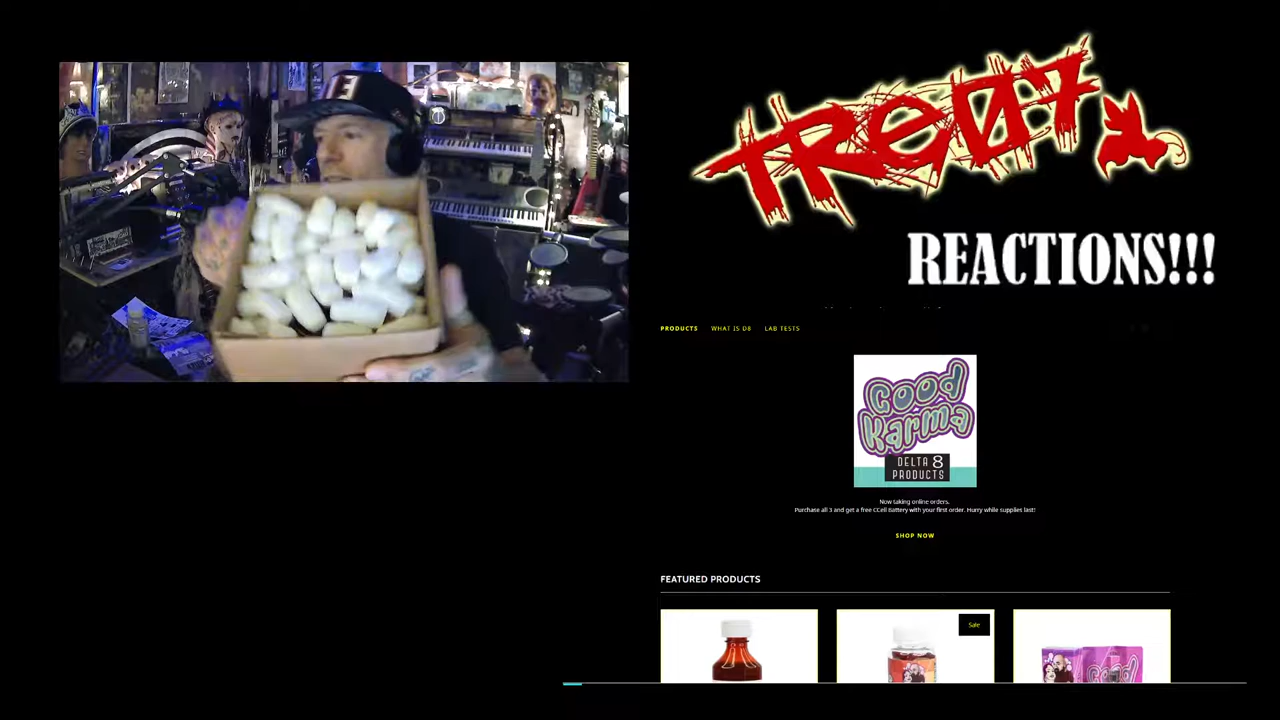 TRE07
REACTIONS!!!
PRODUCTS WHAT IS D8 LAB TESTS
Good
Karma
DELTA 8
PRODUCTS
Now taking online orders.
Purchase all 3 and get a free CCell Battery with your first order. Hurry while supplies last!
SHOP NOW
FEATURED PRODUCTS
Sale